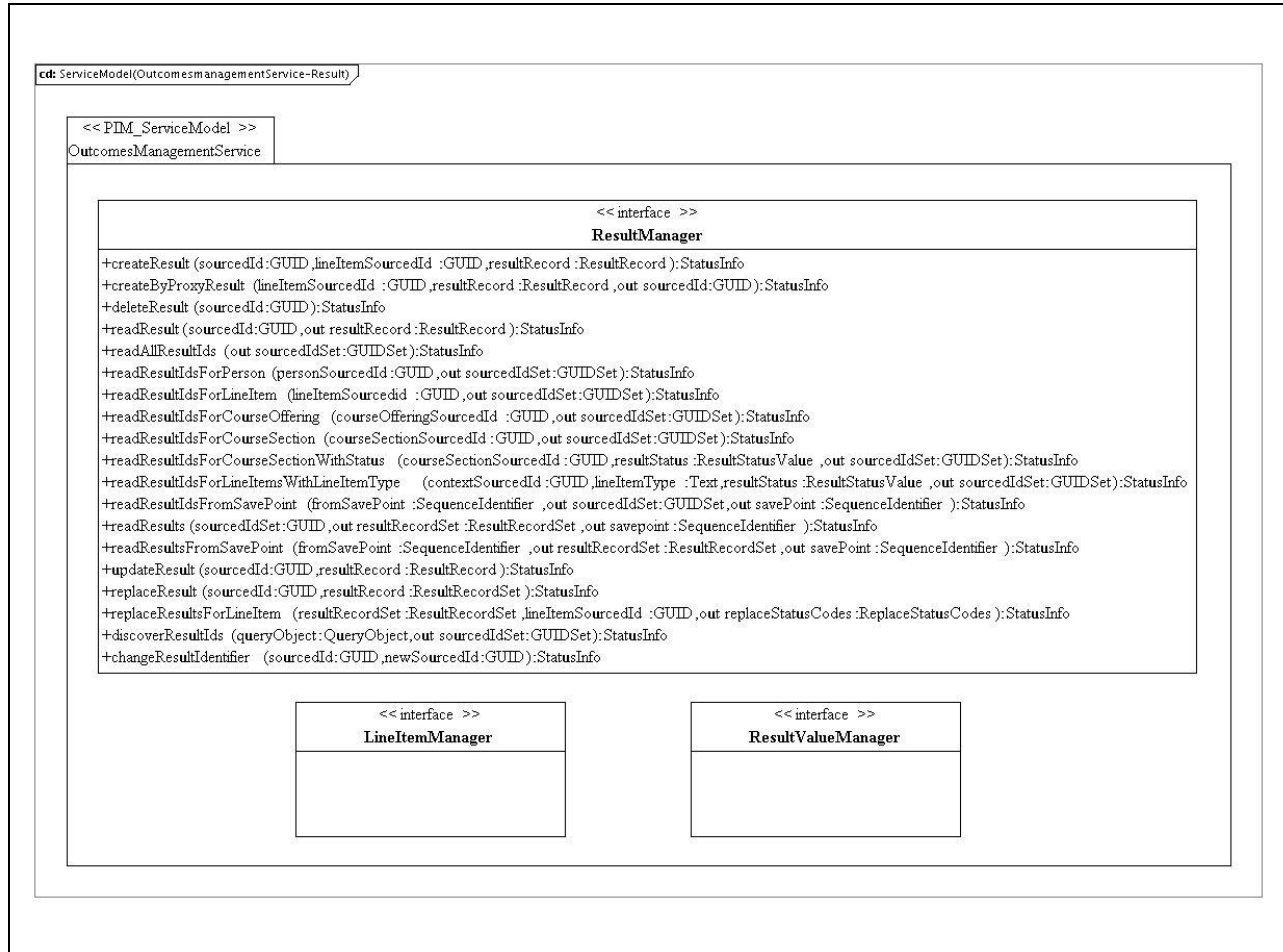 cd: ServiceModel(OutcomesmanagementService-Result)
<< PIM_ServiceModel >>
OutcomesManagementService
<< interface >>
ResultManager
+createResult (sourcedId:GUID,lineItemSourcedId :GUID,resultRecord:ResultRecord ):StatusInfo
+createByProxyResult (lineItemSourcedId :GUID,resultRecord:ResultRecord ,out sourcedId:GUID):StatusInfo
+deleteResult (sourcedId:GUID):StatusInfo
+readResult (sourcedId:GUID,out resultRecord:ResultRecord ):StatusInfo
+readAllResultIds (out sourcedIdSet:GUIDSet):StatusInfo
+readResultIdsForPerson (personSourcedId:GUID,out sourcedIdSet:GUIDSet):StatusInfo
+readResultIdsForLineItem (lineItemSourcedid :GUID,out sourcedIdSet:GUIDSet):StatusInfo
+readResultIdsForCourseOffering (courseOfferingSourcedId :GUID,out sourcedIdSet:GUIDSet):StatusInfo
+readResultIdsForCourseSection (courseSectionSourcedId :GUID,out sourcedIdSet:GUIDSet):StatusInfo
+readResultIdsForCourseSectionWithStatus (courseSectionSourcedId :GUID,resultStatus :ResultStatusValue ,out sourcedIdSet:GUIDSet):StatusInfo
+readResultIdsForLineItemsWithLineItemType (contextSourcedId :GUID,lineItemType :Text,resultStatus :ResultStatusValue ,out sourcedIdSet:GUIDSet):StatusInfo
+readResultIdsFromSavePoint (fromSavePoint :SequenceIdentifier ,out sourcedIdSet:GUIDSet,out savePoint :SequenceIdentifier ):StatusInfo
+readResults (sourcedIdSet:GUID,out resultRecordSet :ResultRecordSet ,out savepoint :SequenceIdentifier ):StatusInfo
+readResultsFromSavePoint (fromSavePoint :SequenceIdentifier ,out resultRecordSet :ResultRecordSet ,out savePoint :SequenceIdentifier ):StatusInfo
+updateResult (sourcedId:GUID,resultRecord :ResultRecord ):StatusInfo
+replaceResult (sourcedId:GUID,resultRecord :ResultRecordSet ):StatusInfo
+replaceResultsForLineItem (resultRecordSet :ResultRecordSet ,lineItemSourcedId :GUID,out replaceStatusCodes :ReplaceStatusCodes ):StatusInfo
+discoverResultIds (queryObject:QueryObject,out sourcedIdSet:GUIDSet):StatusInfo
+changeResultIdentifier (sourcedId:GUID,newSourcedId:GUID):StatusInfo
<< interface >>
LineItemManager
<< interface >>
ResultValueManager